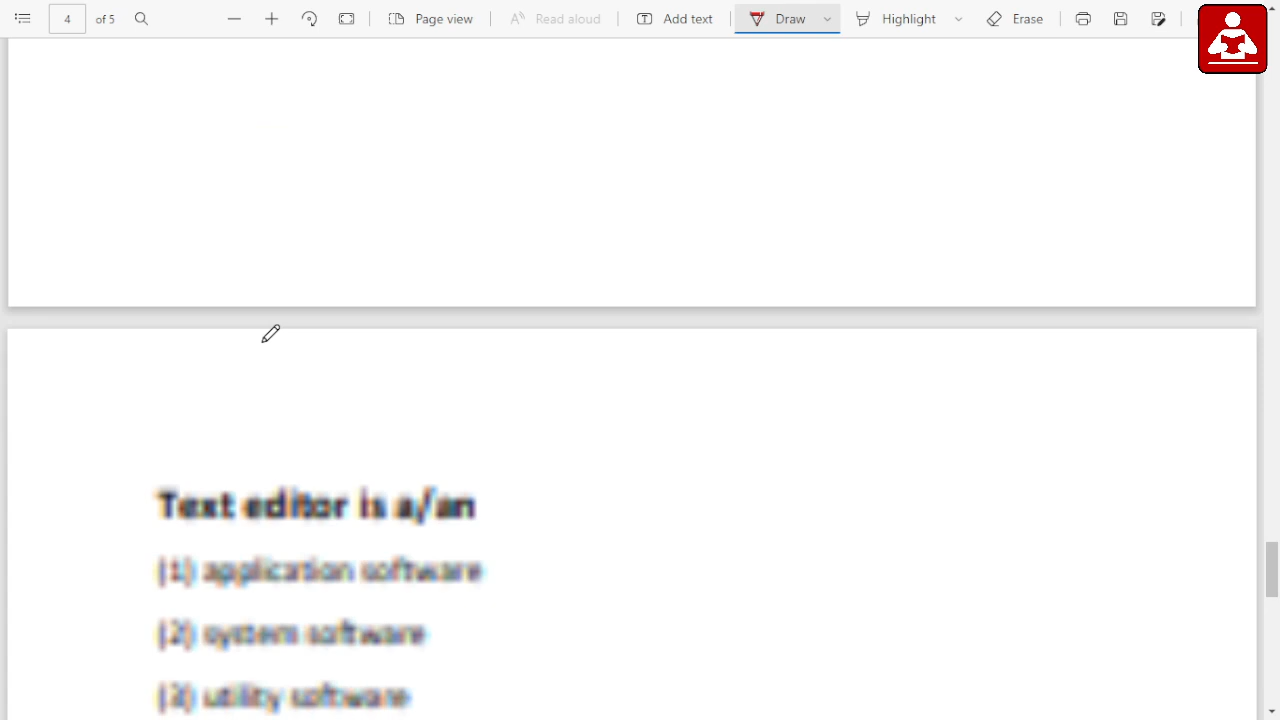 4 of 5 Page view Read aloud Add text Draw Highlight Erase
Text editor is a/an
(1) application software
(2) system software
(3) utility software